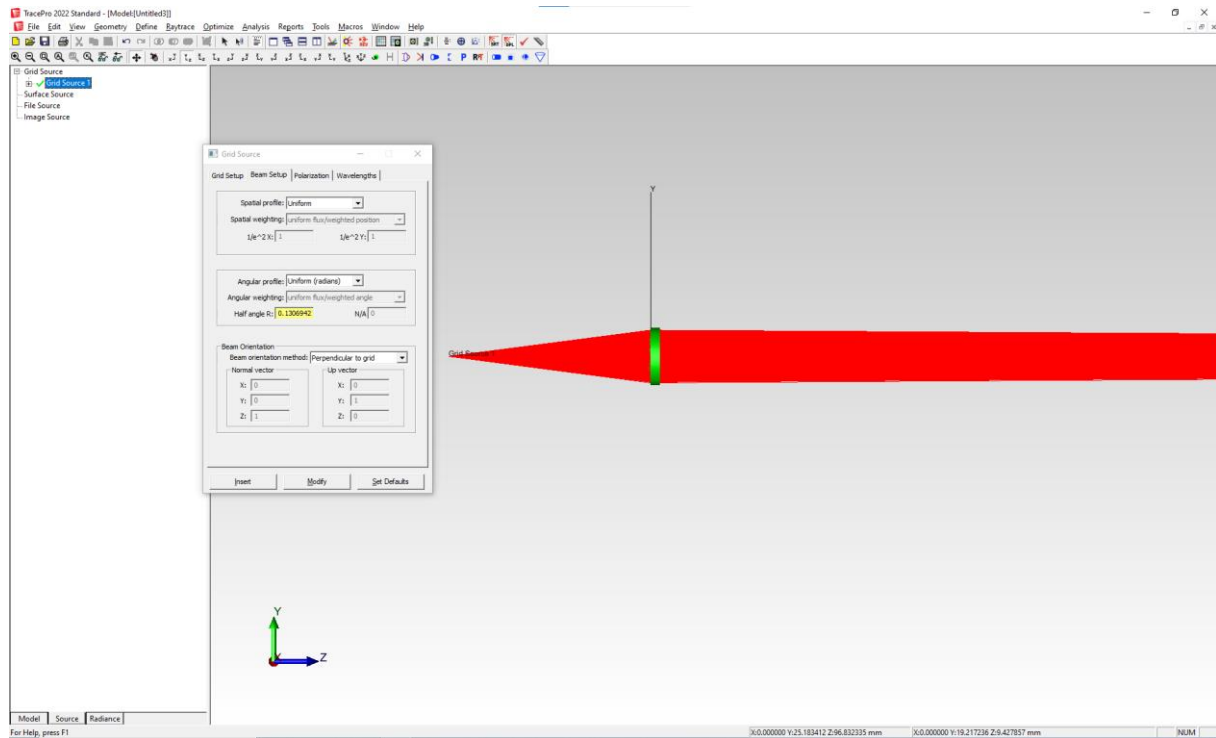 TracePro 2022 Standard - [Model:[Untitled3]]
File Edit View Geometry Define Raytrace Optimize Analysis Reports Tools Macros Window Help
Grid Source
Grid Source 1
Surface Source
File Source
Image Source
Grid Source
Grid Setup Beam Setup Polarization Wavelengths
Spatial profile: Uniform
Spatial weighting: uniform flux/weighted position
1/e^2 X: 1 1/e^2 Y: 1
Angular profile: Uniform (radians)
Angular weighting: uniform flux/weighted angle
Half angle R: 0.1306942 N/A 0
Beam Orientation
Beam orientation method: Perpendicular to grid
Normal vector Up vector
X: 0 X: 0
Y: 0 Y: 1
Z: 1 Z: 0
Insert Modify Set Defaults
Y
Grid Source
Y
X
Z
Model Source Radiance
For Help, press F1 X:0.000000 Y:25.183412 Z:96.832335 mm X:0.000000 Y:19.217236 Z:9.427857 mm NUM